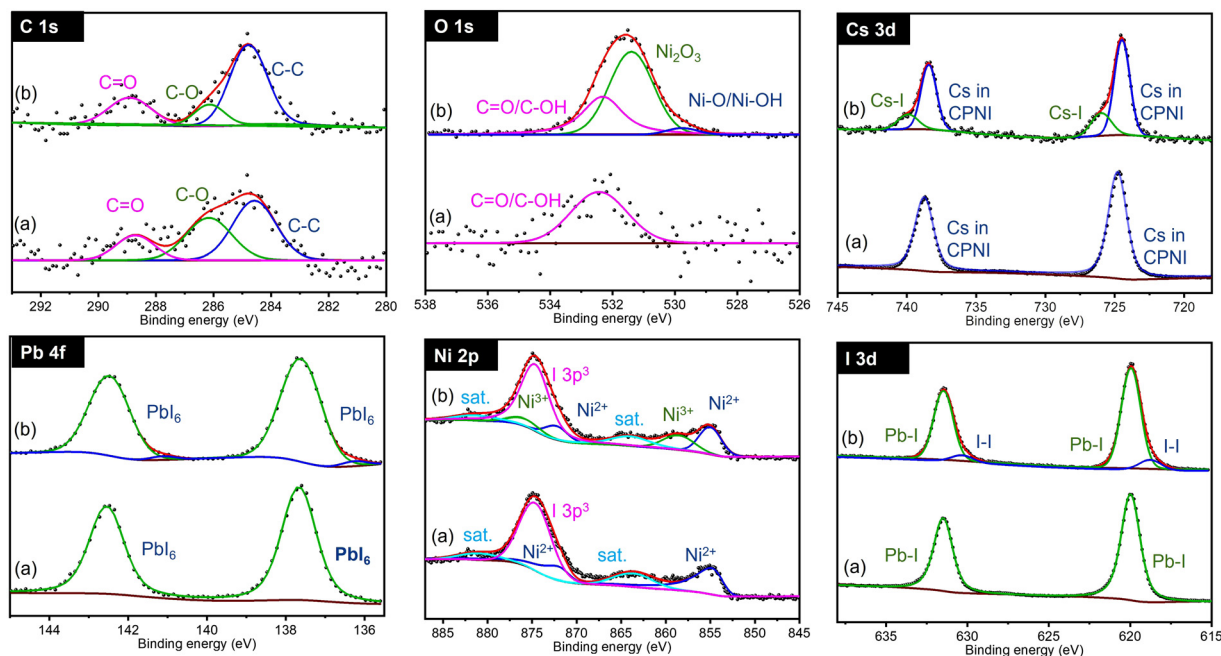 C 1s
C=O
C-O
C-C
(b)
C=O
C-O
C-C
(a)
292 290 288 286 284 282 280
Binding energy (eV)
O 1s
Ni₂O₃
C=O/C-OH
Ni-O/Ni-OH
(b)
C=O/C-OH
(a)
538 536 534 532 530 528 526
Binding energy (eV)
Cs 3d
(b)
Cs-I
Cs in
CPNI
Cs-I
Cs in
CPNI
(a)
Cs in
CPNI
Cs in
CPNI
745 740 735 730 725 720
Binding energy (eV)
Pb 4f
PbI₆
PbI₆
(b)
PbI₆
PbI₆
(a)
144 142 140 138 136
Binding energy (eV)
Ni 2p
I 3p³
(b)
sat.
Ni³⁺
Ni²⁺
sat.
Ni³⁺
Ni²⁺
I 3p³
(a)
sat.
Ni²⁺
sat.
Ni²⁺
885 880 875 870 865 860 855 850 845
Binding energy (eV)
I 3d
(b)
Pb-I
I-I
Pb-I
I-I
(a)
Pb-I
Pb-I
635 630 625 620 615
Binding energy (eV)